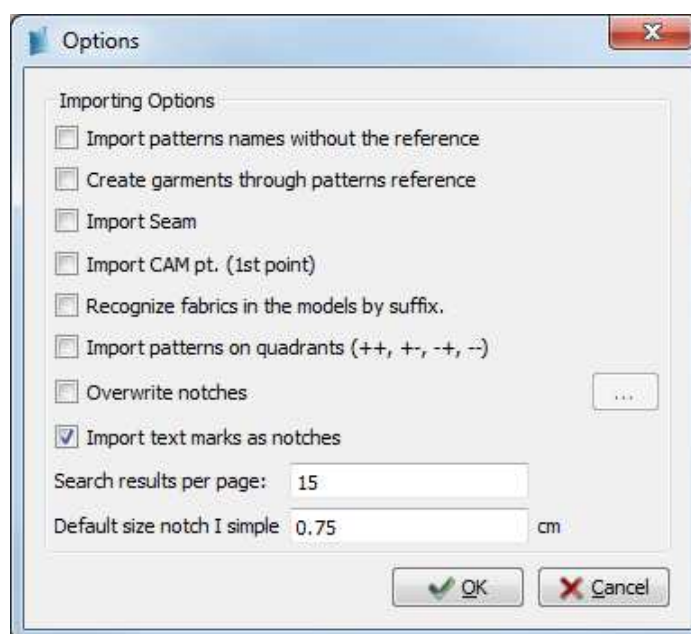 Options
Importing Options
Import patterns names without the reference
Create garments through patterns reference
Import Seam
Import CAM pt. (1st point)
Recognize fabrics in the models by suffix.
Import patterns on quadrants (++, +-, -+, --)
Overwrite notches ...
Import text marks as notches
Search results per page: 15
Default size notch I simple 0.75 cm
OK Cancel